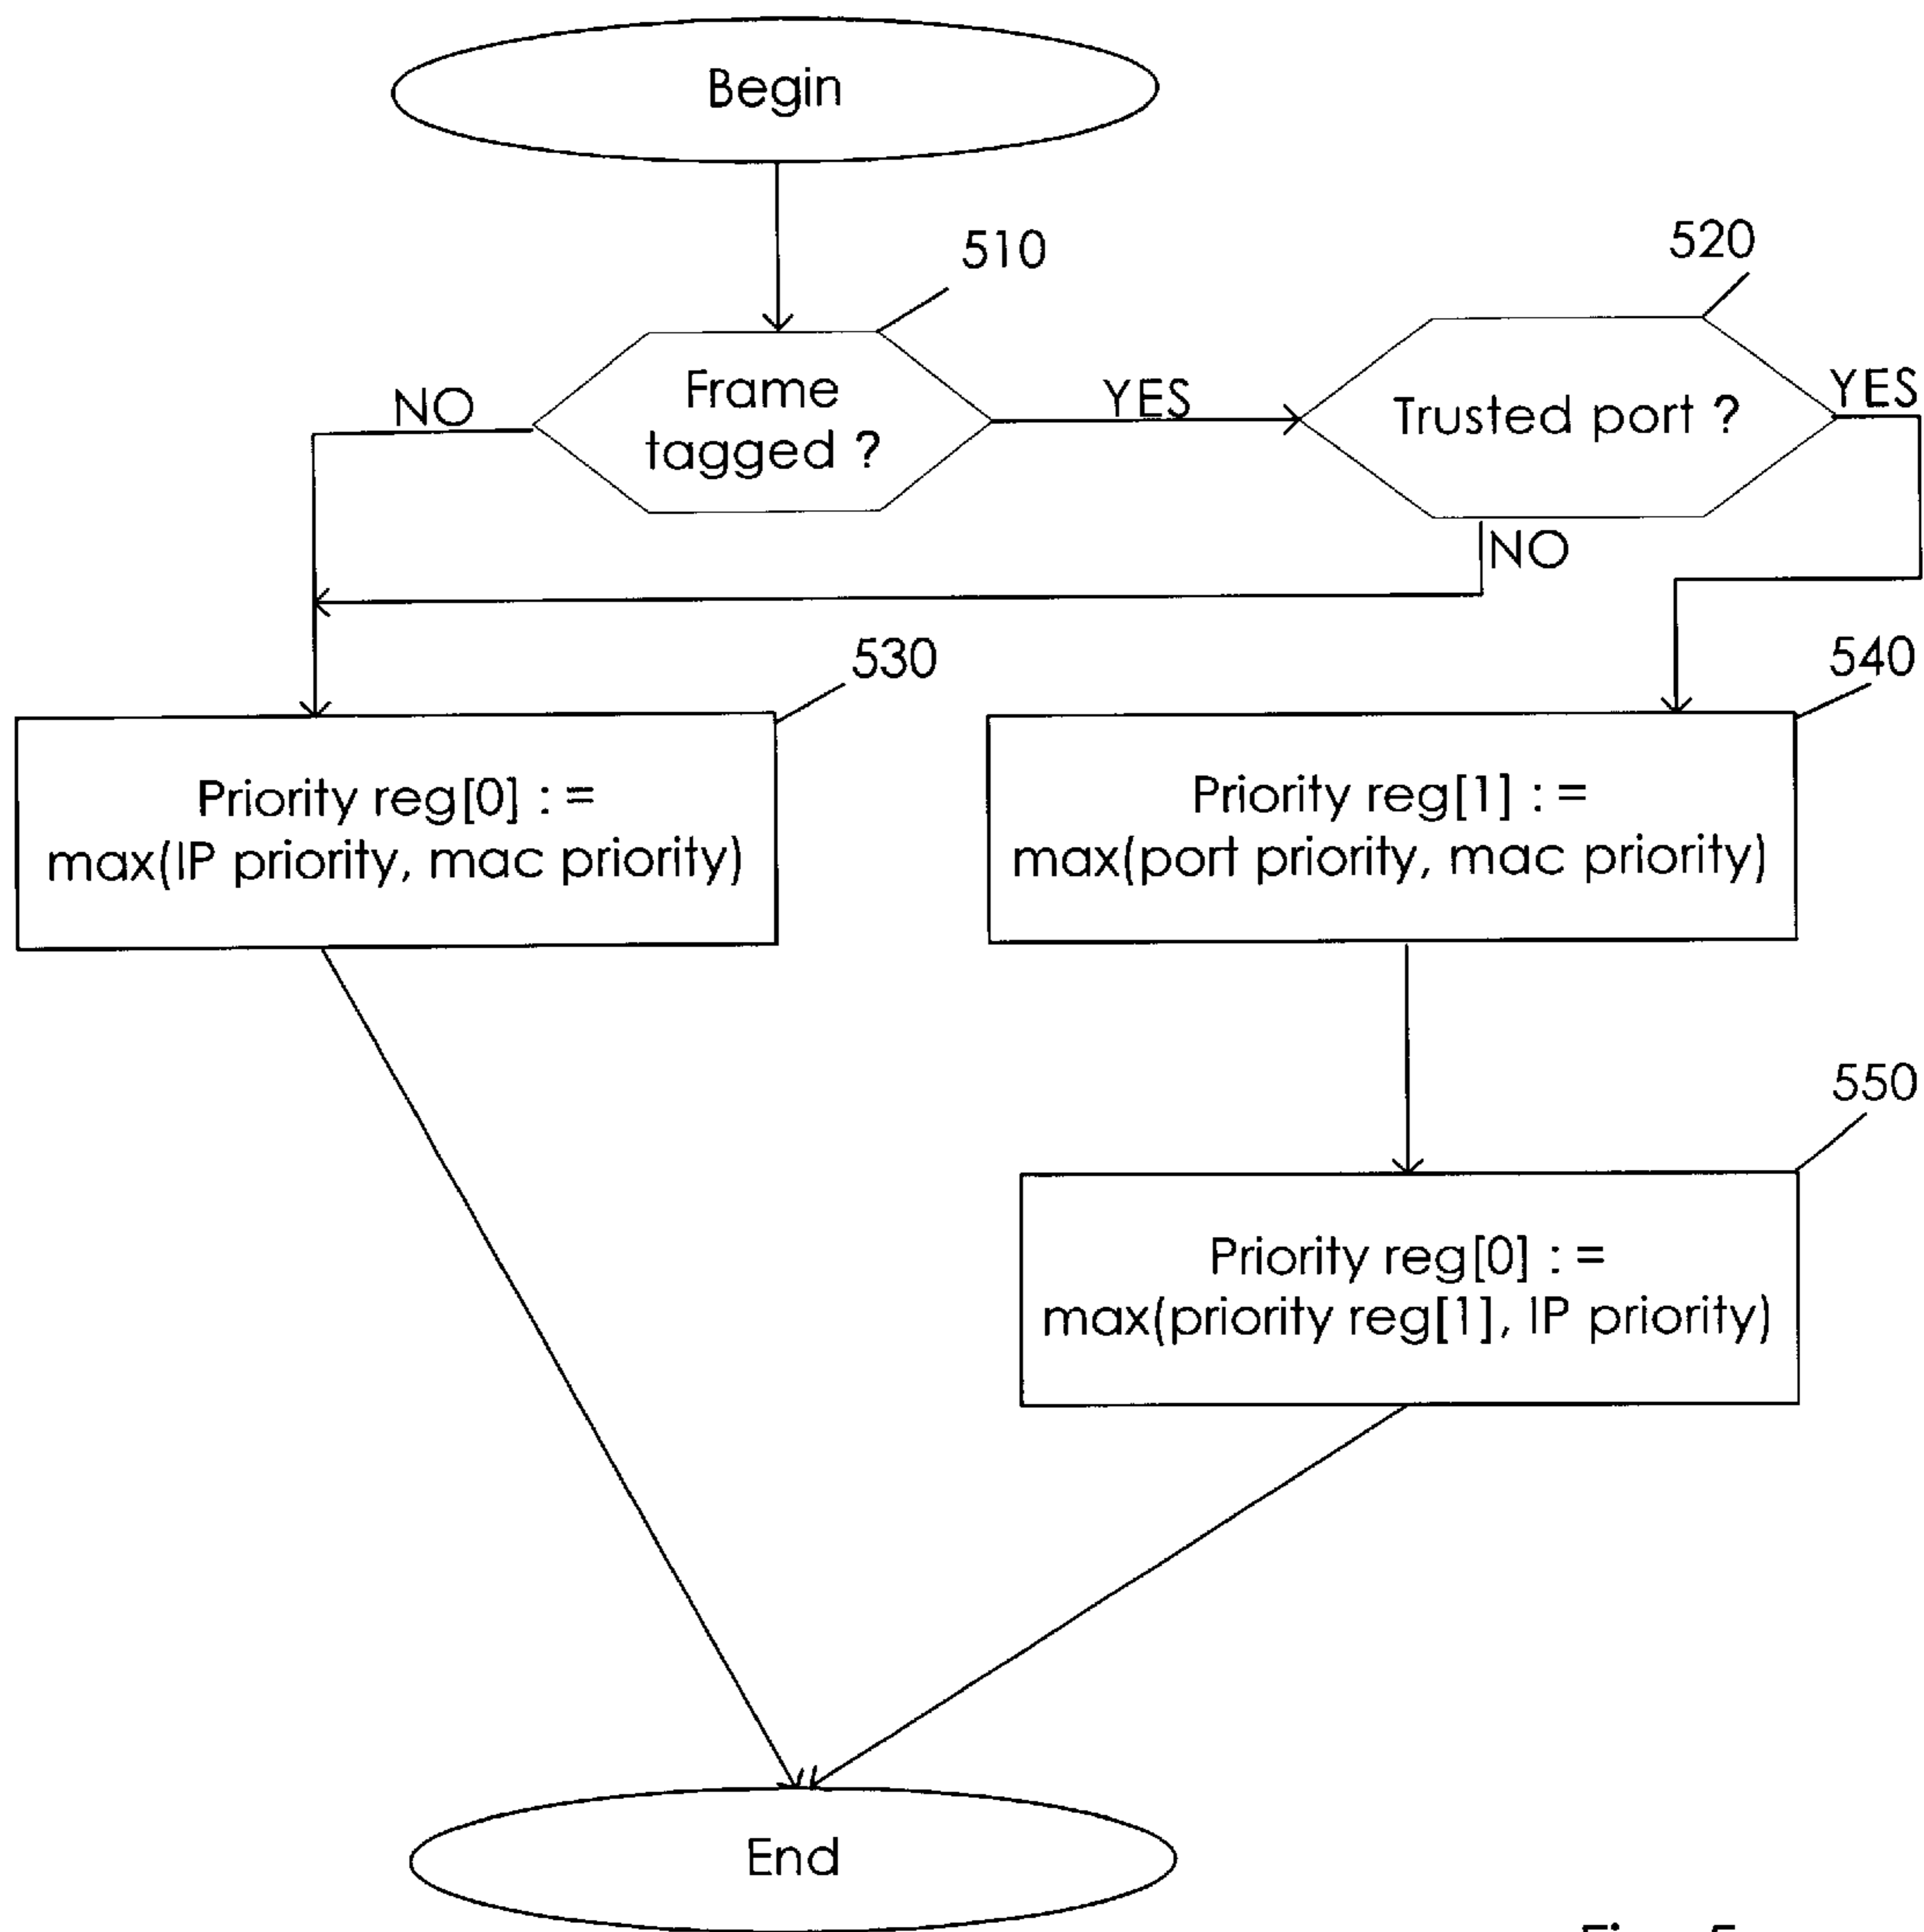 Begin
510
520
NO
Frame
tagged ?
YES
Trusted port ?
YES
NO
530
540
Priority reg[0] : =
max(IP priority, mac priority)
Priority reg[1] : =
max(port priority, mac priority)
550
Priority reg[0] : =
max(priority reg[1], IP priority)
End